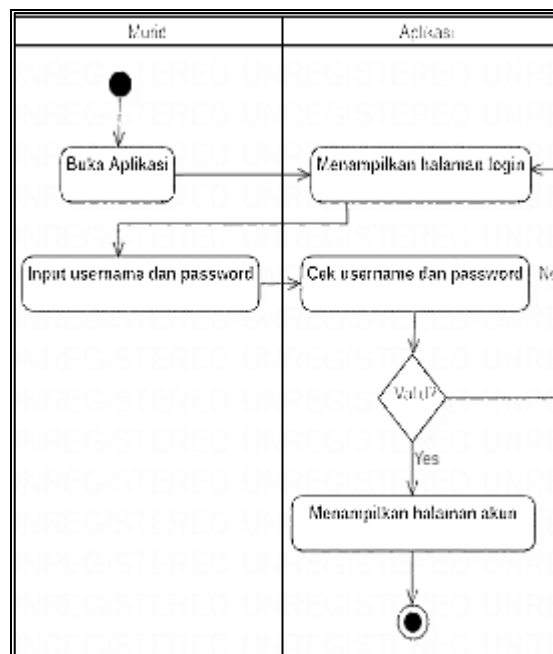 Murid
Aplikasi
Buka Aplikasi
Menampilkan halaman login
Input username dan password
Cek username dan password
Valid?
Yes
Menampilkan halaman akun